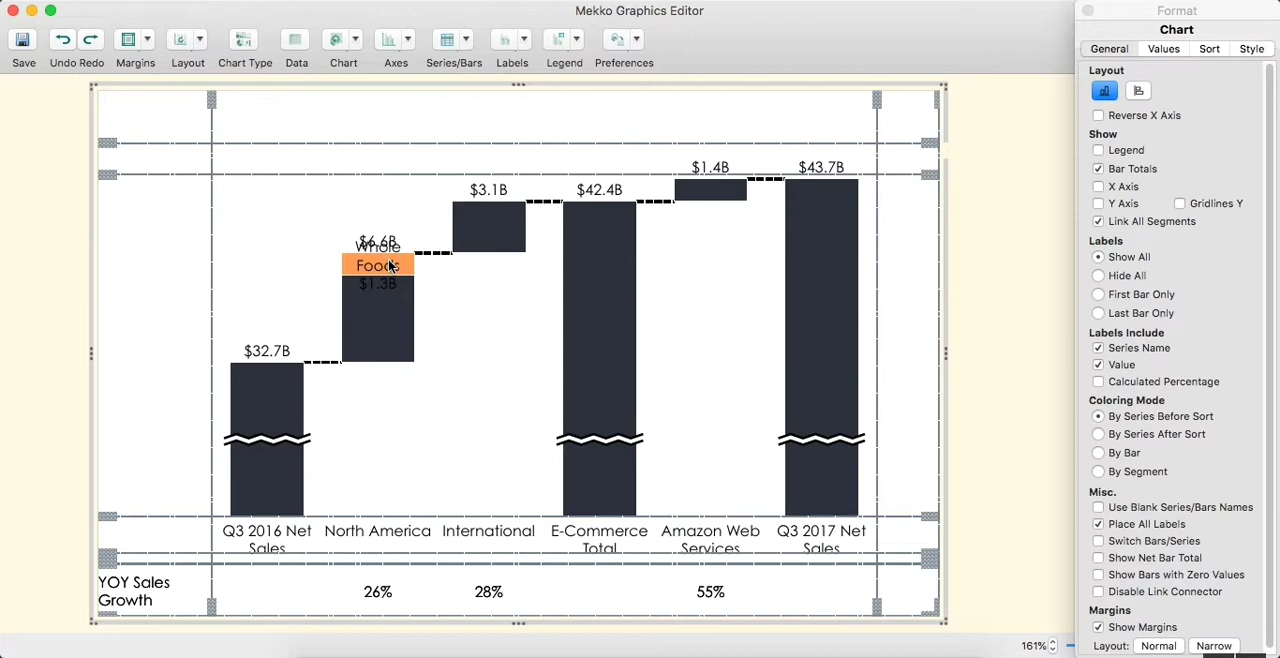 Mekko Graphics Editor
Save
Undo Redo
Margins
Layout
Chart Type
Data
Chart
Axes
Series/Bars
Labels
Legend
Preferences
$1.4B
$43.7B
$3.1B
$42.4B
$6.6B
Whole
Foods
$1.3B
$32.7B
Q3 2016 Net
Sales
North America
International
E-Commerce
Total
Amazon Web
Services
Q3 2017 Net
Sales
YOY Sales
Growth
26%
28%
55%
161%
Format
Chart
General
Values
Sort
Style
Layout
Reverse X Axis
Show
Legend
Bar Totals
X Axis
Y Axis
Gridlines Y
Link All Segments
Labels
Show All
Hide All
First Bar Only
Last Bar Only
Labels Include
Series Name
Value
Calculated Percentage
Coloring Mode
By Series Before Sort
By Series After Sort
By Bar
By Segment
Misc.
Use Blank Series/Bars Names
Place All Labels
Switch Bars/Series
Show Net Bar Total
Show Bars with Zero Values
Disable Link Connector
Margins
Show Margins
Layout:
Normal
Narrow